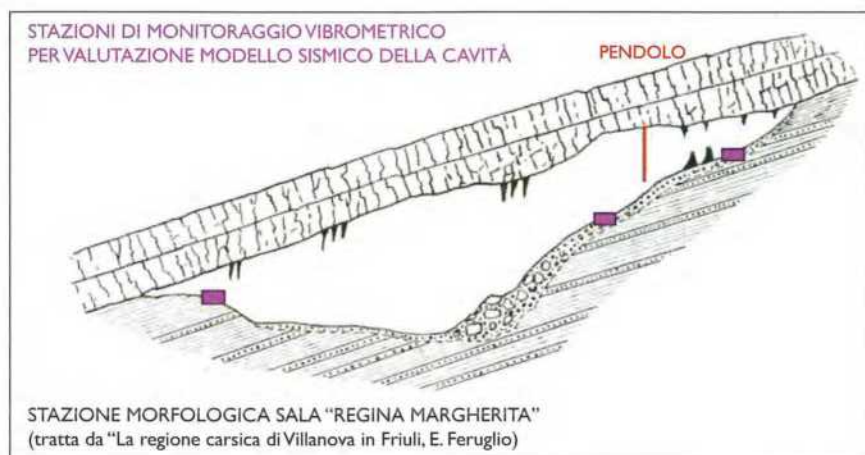 STAZIONI DI MONITORAGGIO VIBROMETRICO
PER VALUTAZIONE MODELLO SISMICO DELLA CAVITÀ
PENDOLO
STAZIONE MORFOLOGICA SALA “REGINA MARGHERITA”
(tratta da “La regione carsica di Villanova in Friuli, E. Feruglio)